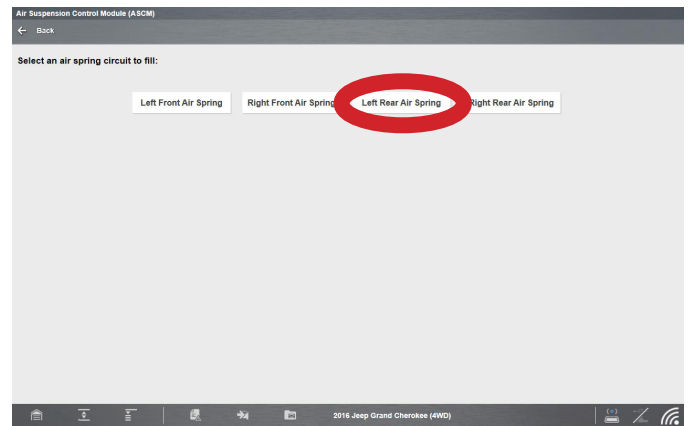 Air Suspension Control Module (ASCM)
Back
Select an air spring circuit to fill:
Left Front Air Spring Right Front Air Spring Left Rear Air Spring Right Rear Air Spring
2016 Jeep Grand Cherokee (4WD)